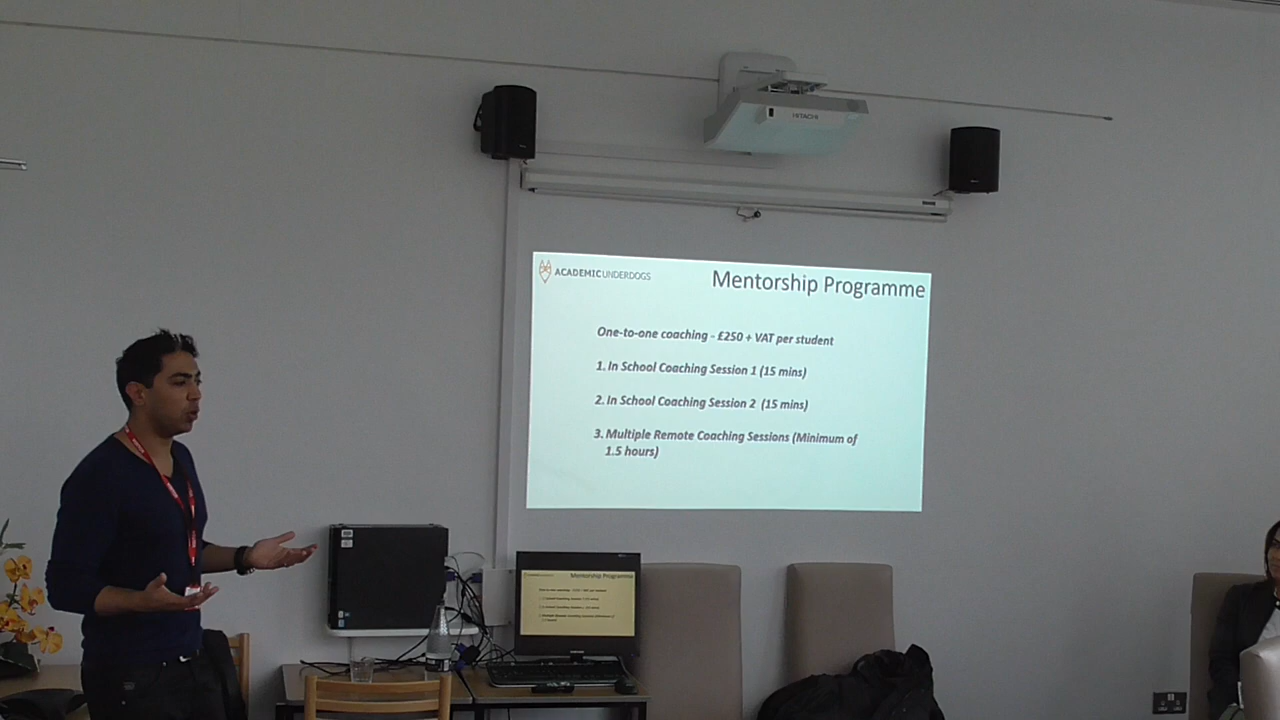 HITACHI
ACADEMICUNDERDOGS
Mentorship Programme
One-to-one coaching - £250 + VAT per student
1. In School Coaching Session 1 (15 mins)
2. In School Coaching Session 2 (15 mins)
3. Multiple Remote Coaching Sessions (Minimum of
1.5 hours)
Mentorship Programme